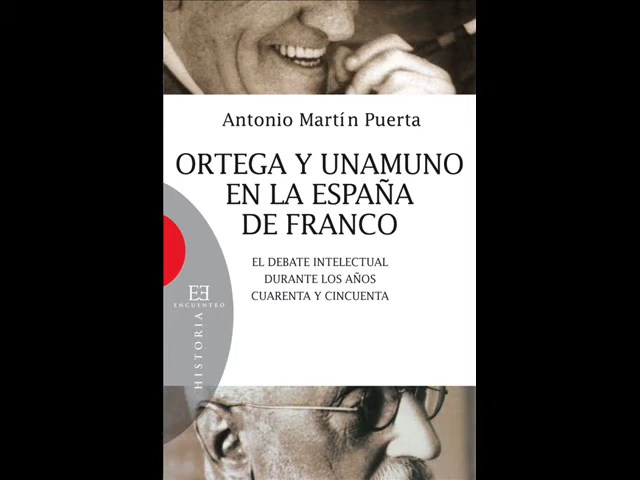 Antonio Martín Puerta
ORTEGA Y UNAMUNO
EN LA ESPAÑA
DE FRANCO
EL DEBATE INTELECTUAL
DURANTE LOS AÑOS
CUARENTA Y CINCUENTA
EE
ENCUENTRO
HISTORIA